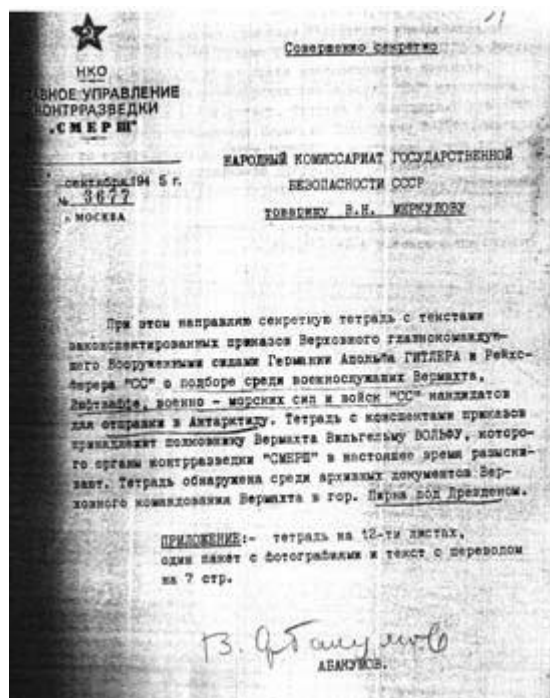 Совершенно секретно
НКО
ГЛАВНОЕ УПРАВЛЕНИЕ
КОНТРРАЗВЕДКИ
„СМЕРШ"
сентября 194 5 г.
№ 3677
г. МОСКВА
НАРОДНЫЙ КОМИССАРИАТ ГОСУДАРСТВЕННОЙ
БЕЗОПАСНОСТИ СССР
товарищу В.Н. МЕРКУЛОВУ
При этом направляю секретную тетрадь с текстами
законспектированных приказов Верховного главнокомандую-
щего Вооруженными силами Германии Адольфа ГИТЛЕРА и Рейхс-
ферера "СС" о подборе среди военнослужащих Вермахта,
Люфтваффе, военно - морских сил и войск "СС" кандидатов
для отправки в Антарктиду. Тетрадь с конспектами приказов
принадлежит полковнику Вермахта Вильгельму ВОЛЬФУ, которо-
го органы контрразведки "СМЕРШ" в настоящее время разыски-
вают. Тетрадь обнаружена среди архивных документов Вер-
ховного командования Вермахта в гор. Пирна под Дрезденом.
ПРИЛОЖЕНИЕ:- тетрадь на 12-ти листах,
один пакет с фотографиями и текст с переводом
на 7 стр.
В. Абакумов
АБАКУМОВ.